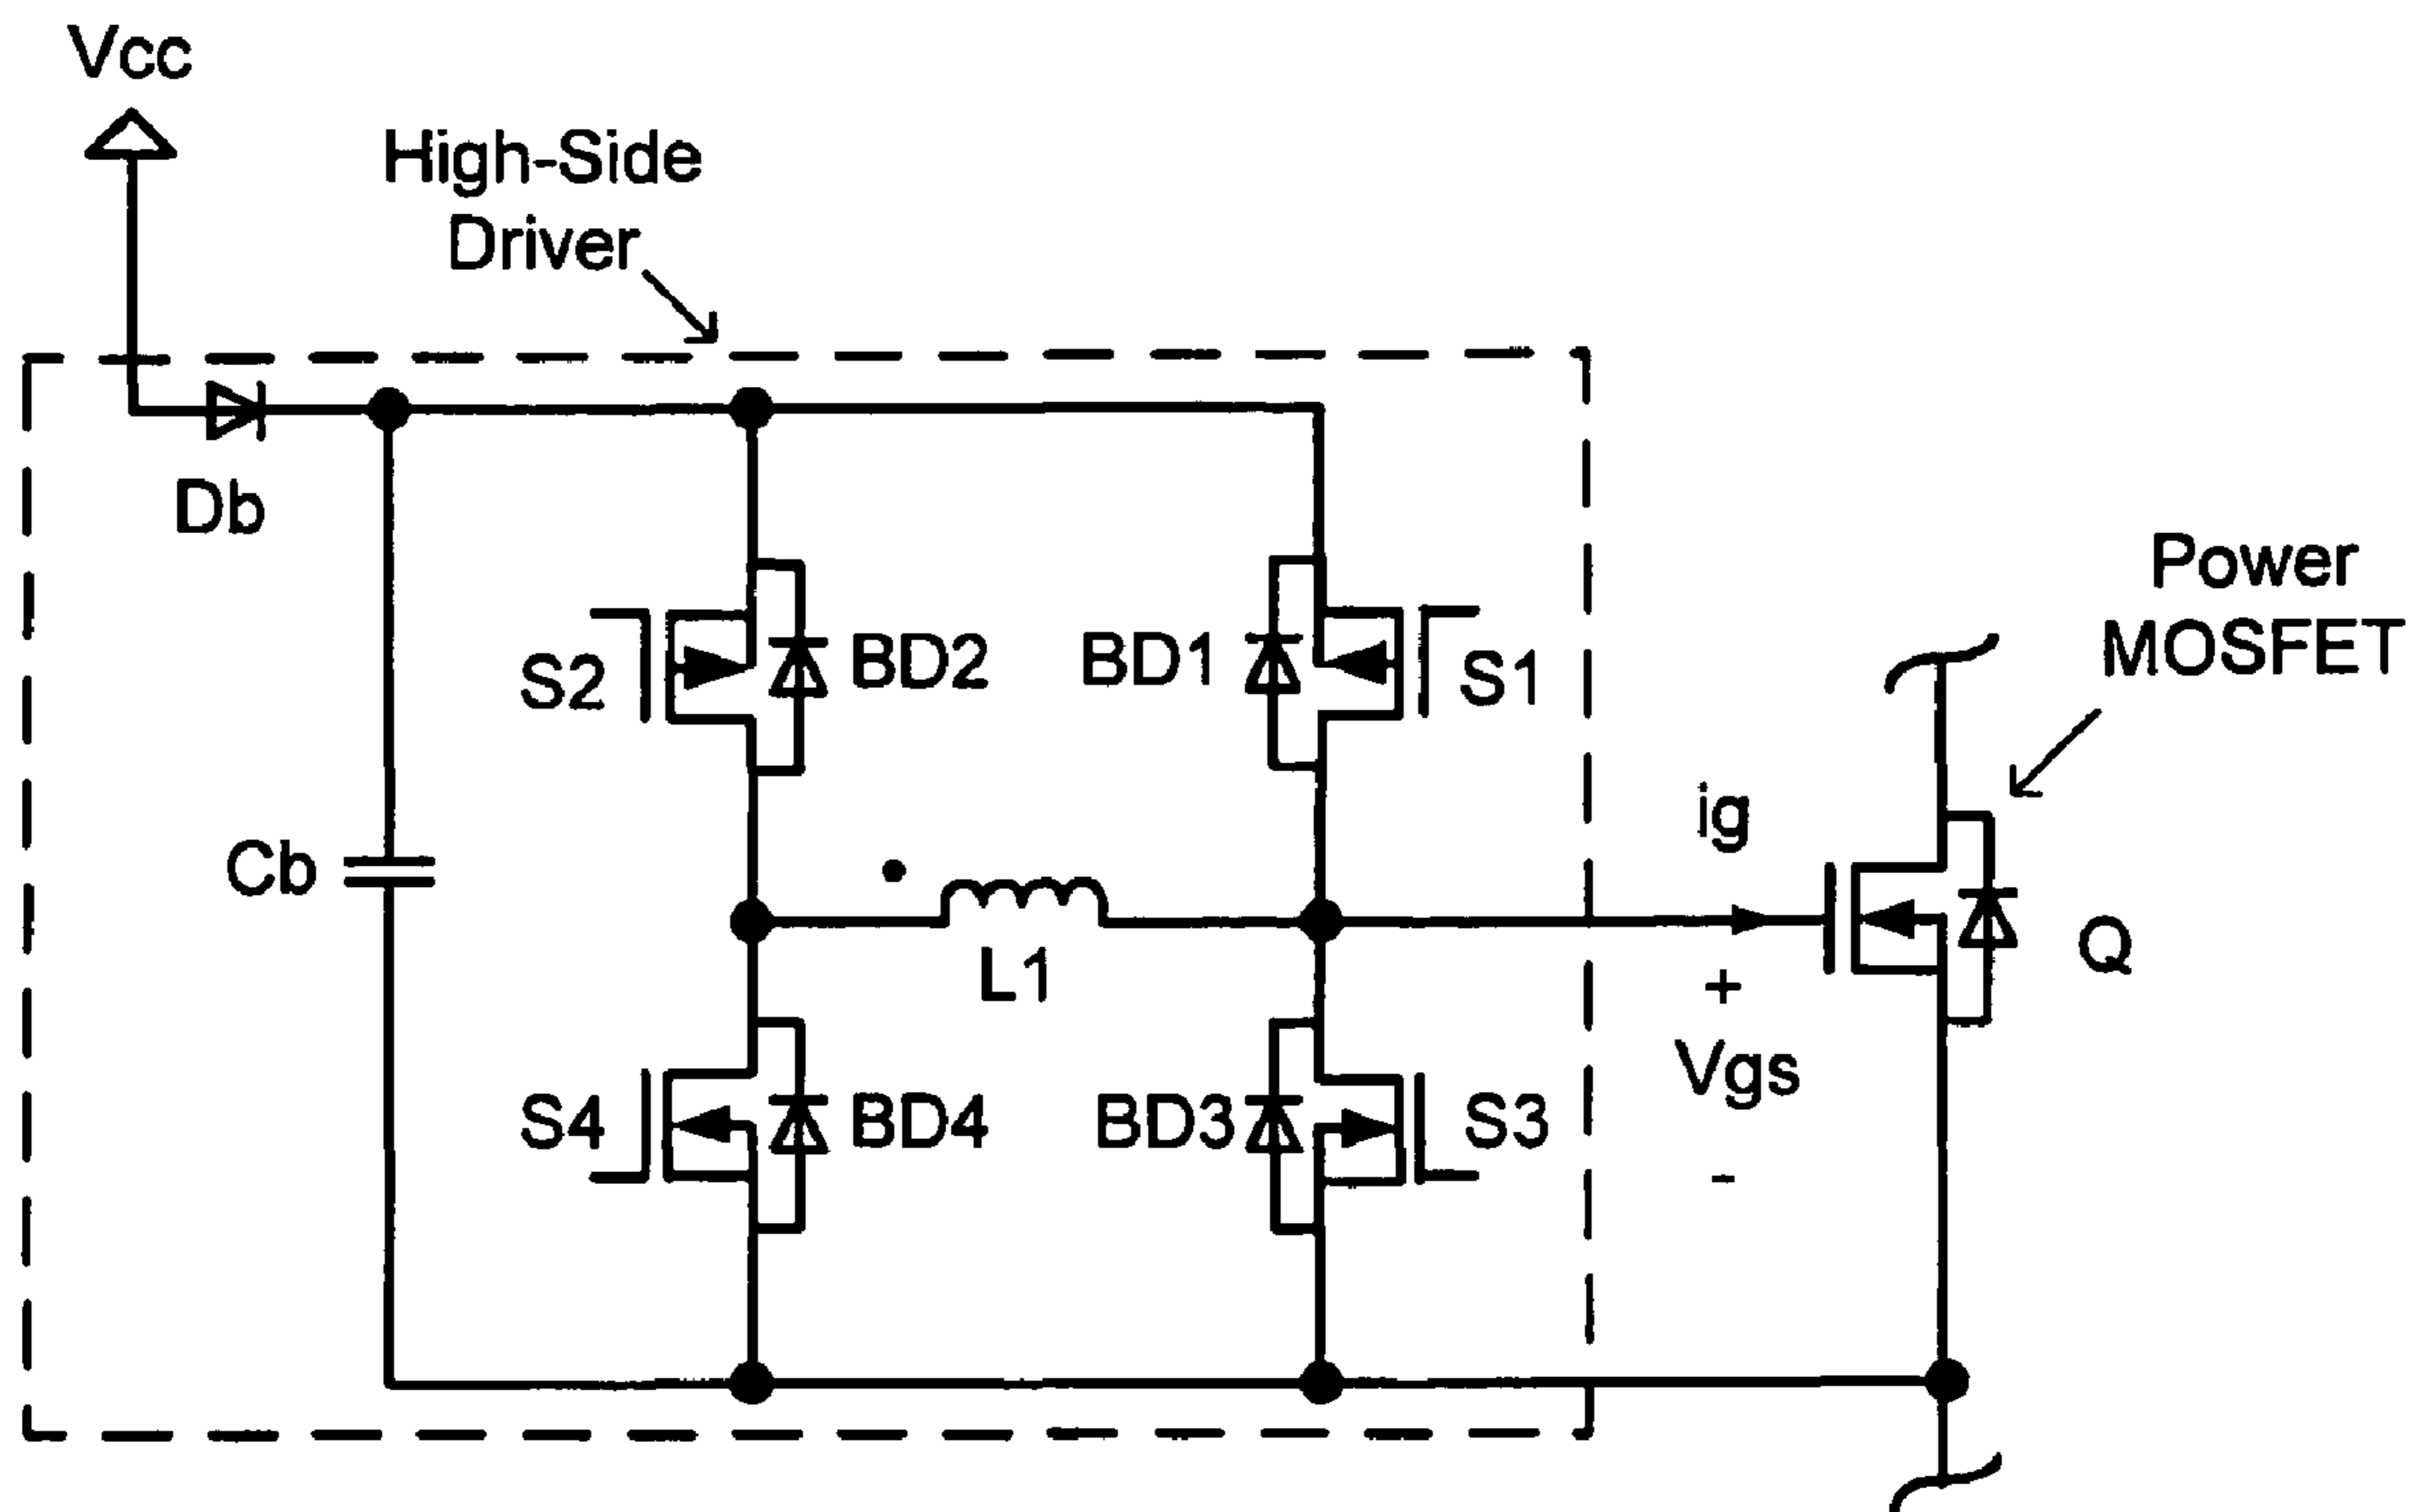 Vcc
High-Side
Driver
Db
Power
MOSFET
S2
BD2
BD1
S1
ig
Cb
L1
Q
+
Vgs
-
S4
BD4
BD3
S3